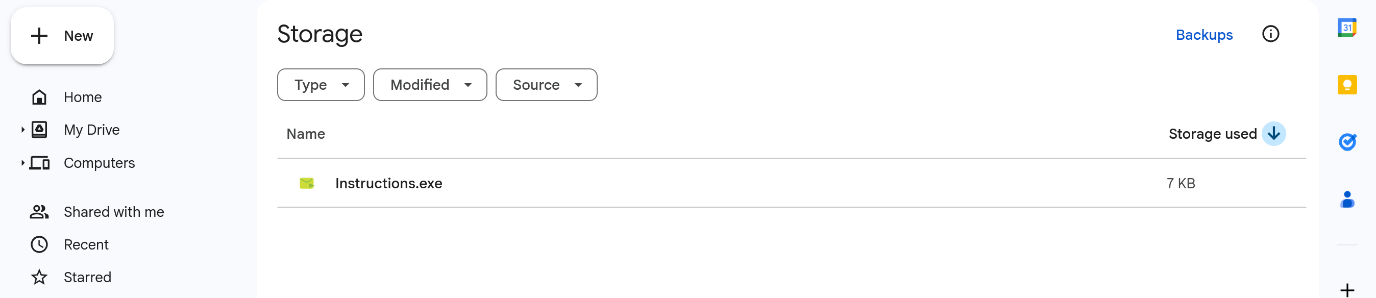 New
Home
My Drive
Computers
Shared with me
Recent
Starred
Storage
Backups
Type
Modified
Source
Name
Storage used
Instructions.exe
7 KB
31